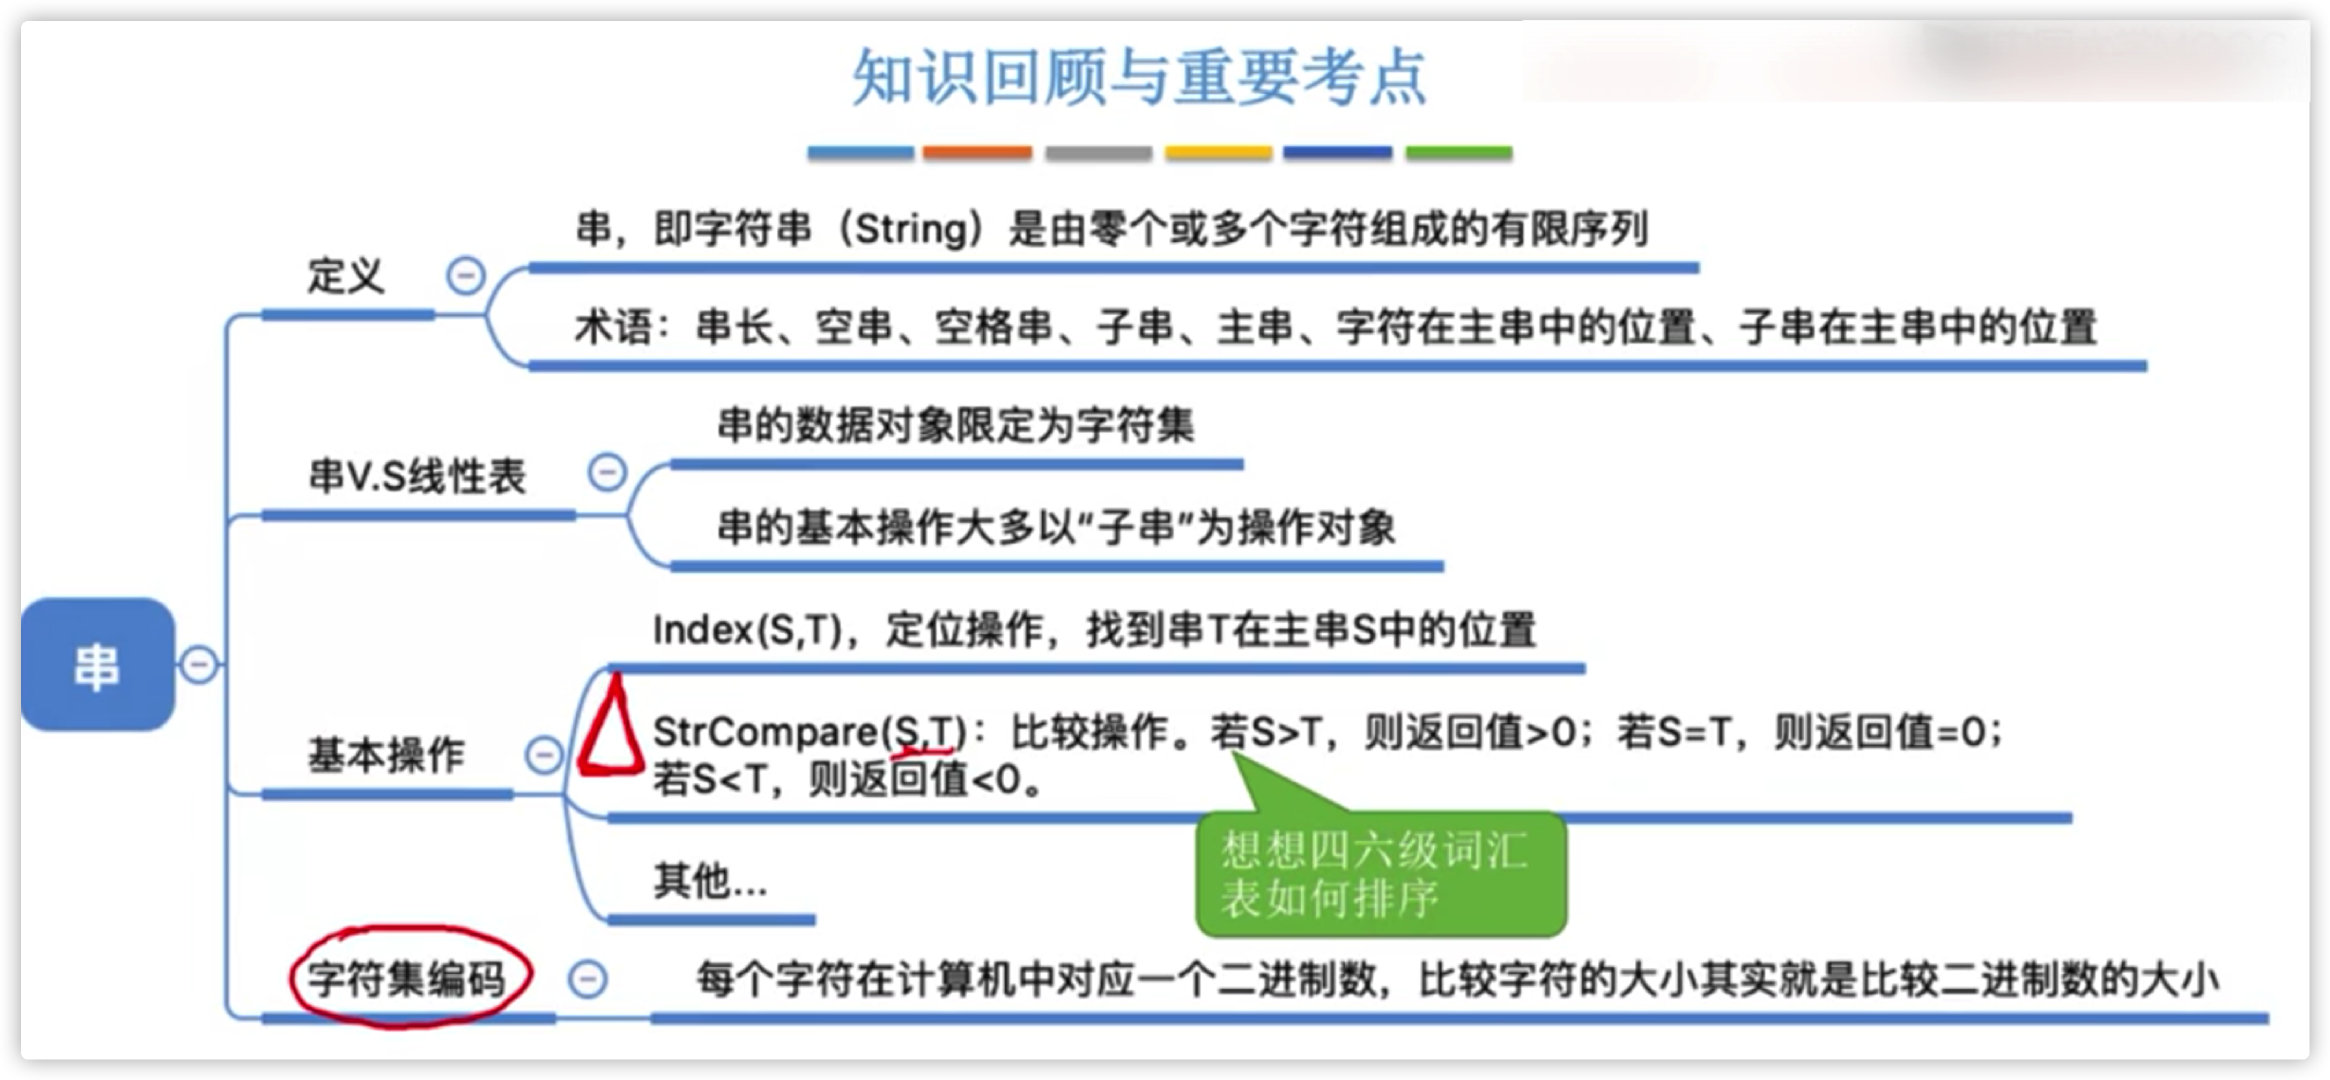 知识回顾与重要考点
串，即字符串（String）是由零个或多个字符组成的有限序列
定义
术语：串长、空串、空格串、子串、主串、字符在主串中的位置、子串在主串中的位置
串的数据对象限定为字符集
串V.S线性表
串的基本操作大多以“子串”为操作对象
Index(S,T)，定位操作，找到串T在主串S中的位置
串
StrCompare(S,T)：比较操作。若S>T，则返回值>0；若S=T，则返回值=0；
若S<T，则返回值<0。
基本操作
想想四六级词汇
表如何排序
其他...
字符集编码
每个字符在计算机中对应一个二进制数，比较字符的大小其实就是比较二进制数的大小